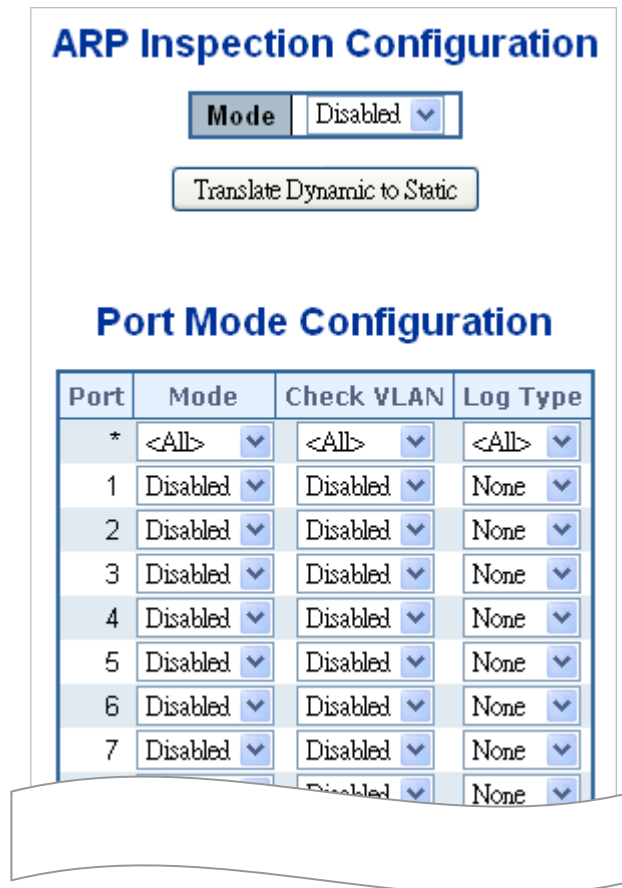 ARP Inspection Configuration
Mode Disabled
Translate Dynamic to Static
Port Mode Configuration
Port Mode Check VLAN Log Type
* <All> <All> <All>
1 Disabled Disabled None
2 Disabled Disabled None
3 Disabled Disabled None
4 Disabled Disabled None
5 Disabled Disabled None
6 Disabled Disabled None
7 Disabled Disabled None
Disabled None